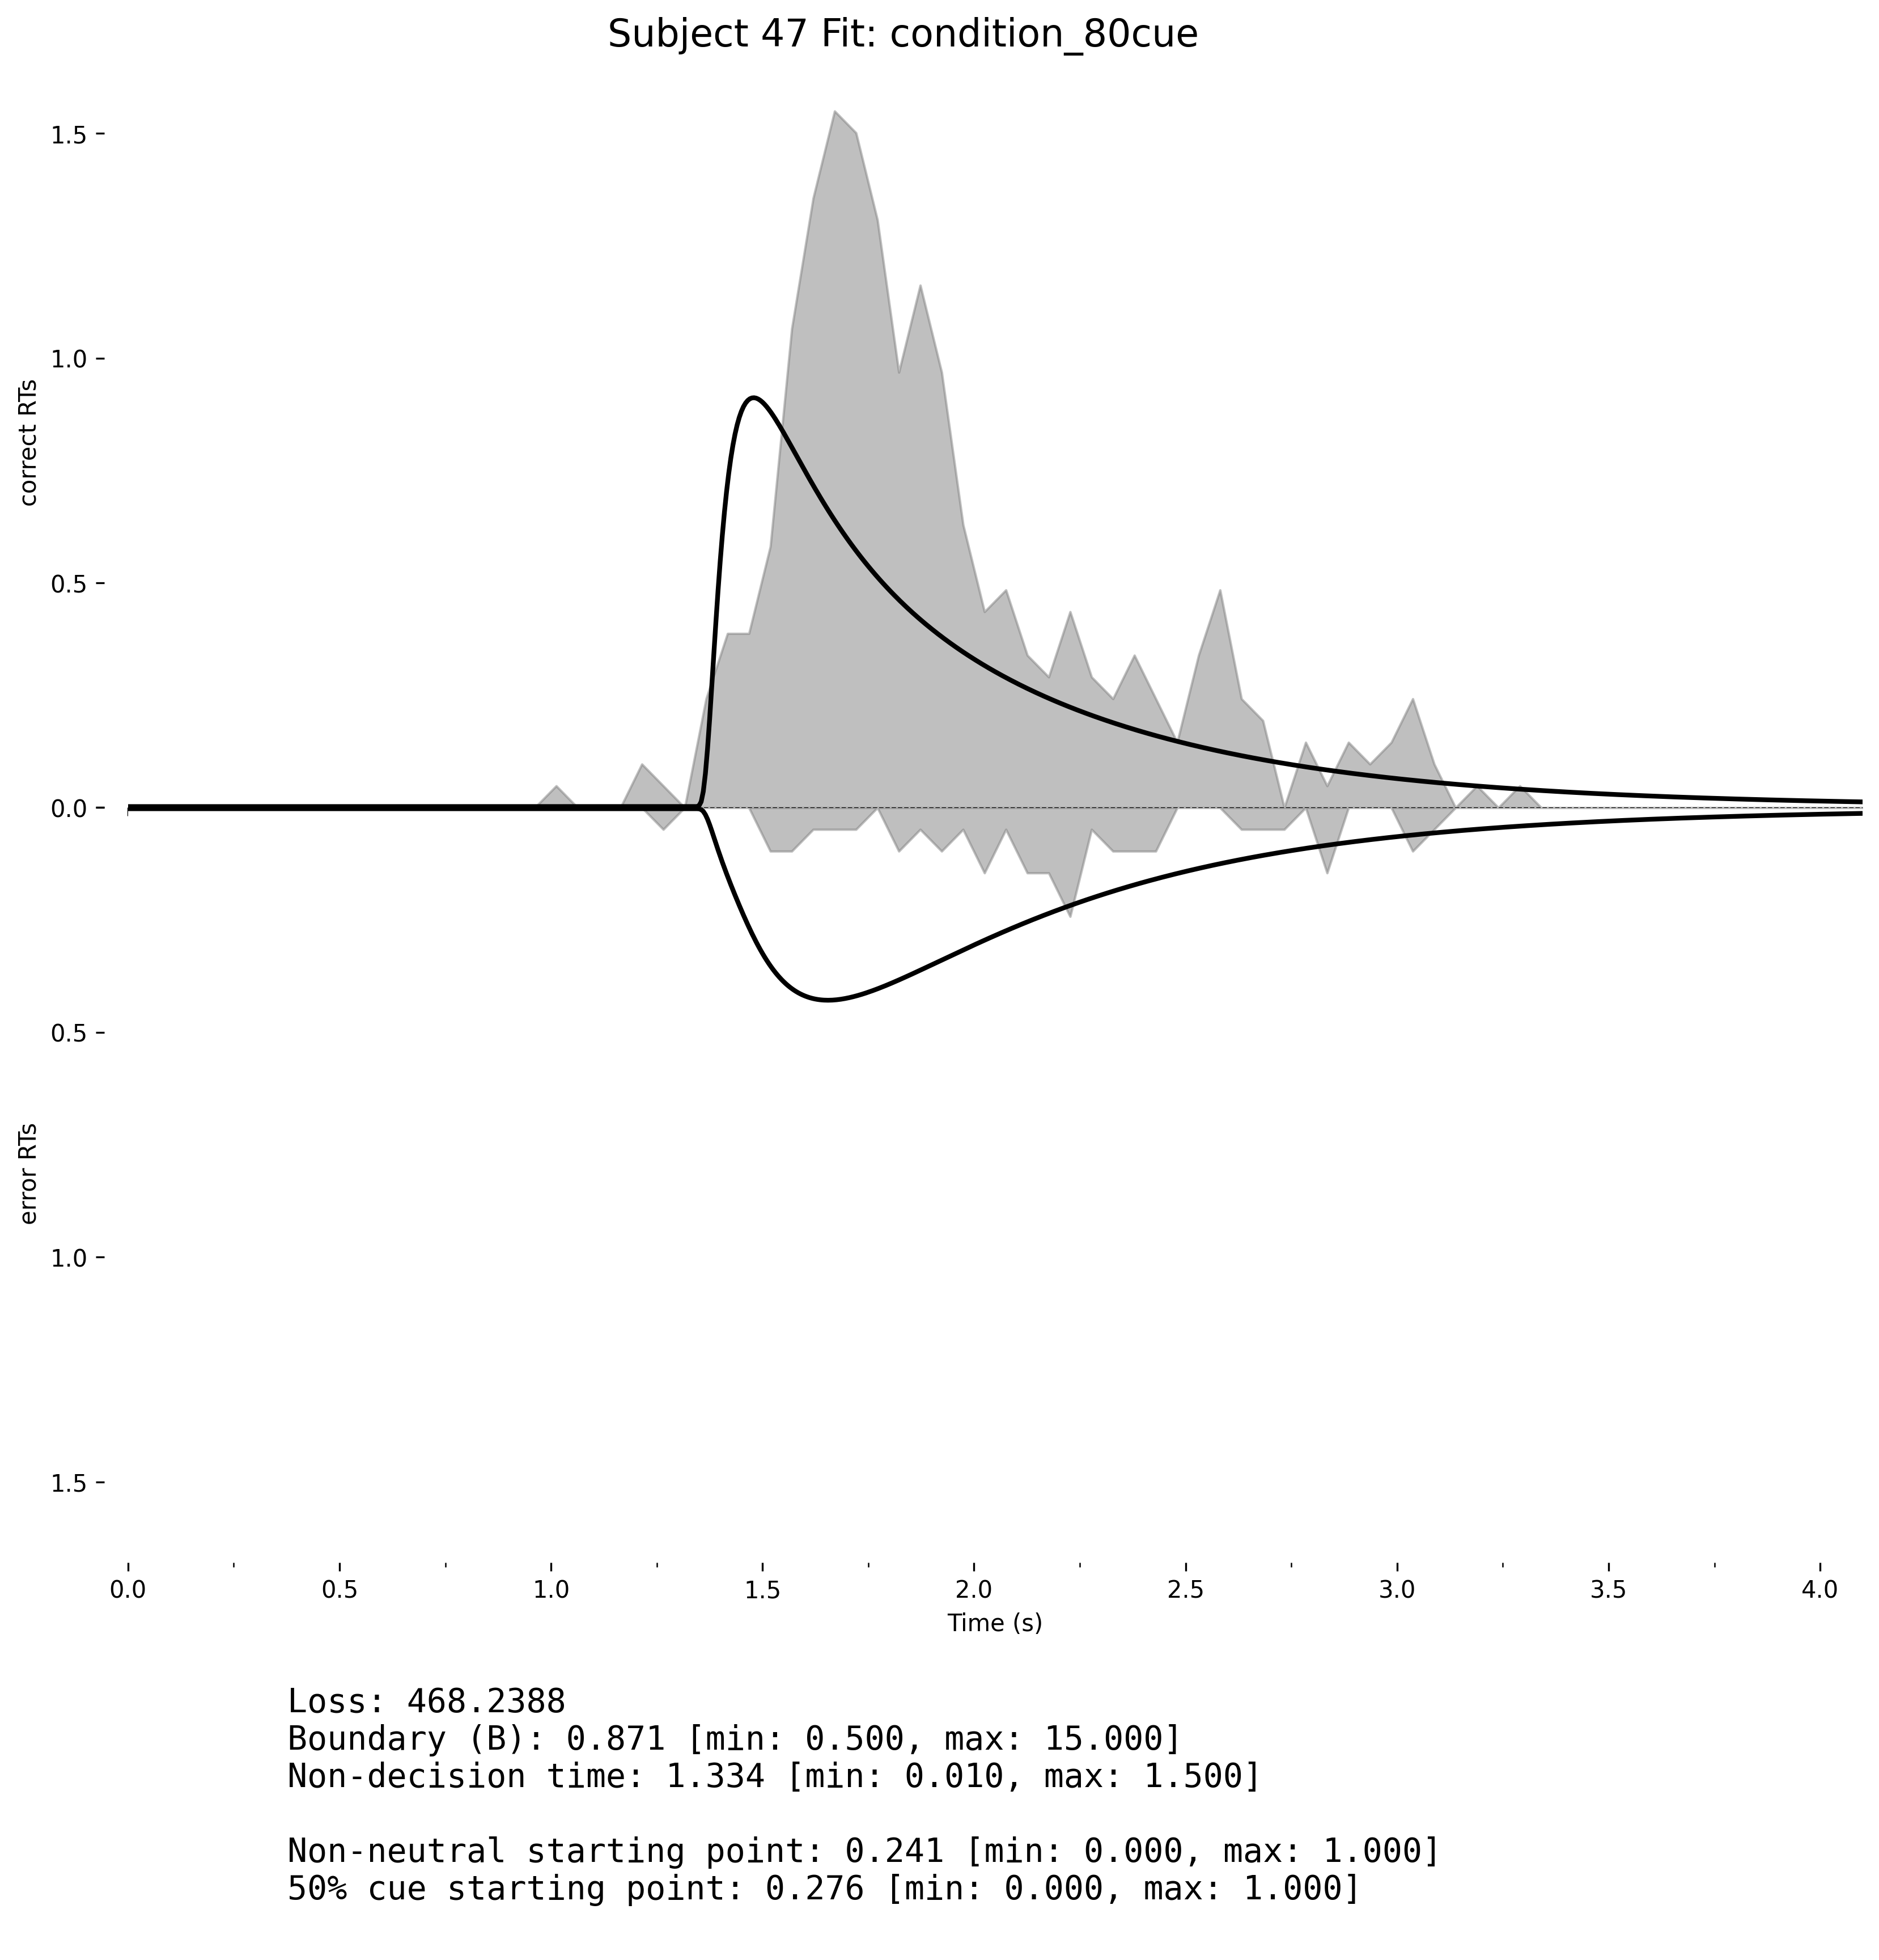 Subject 47 Fit: condition_80cue
correct RTs
error RTs
1.5
1.0
0.5
0.0
0.5
1.0
1.5
0.0 0.5 1.0 1.5 2.0 2.5 3.0 3.5 4.0
Time (s)
Loss: 468.2388
Boundary (B): 0.871 [min: 0.500, max: 15.000]
Non-decision time: 1.334 [min: 0.010, max: 1.500]
Non-neutral starting point: 0.241 [min: 0.000, max: 1.000]
50% cue starting point: 0.276 [min: 0.000, max: 1.000]